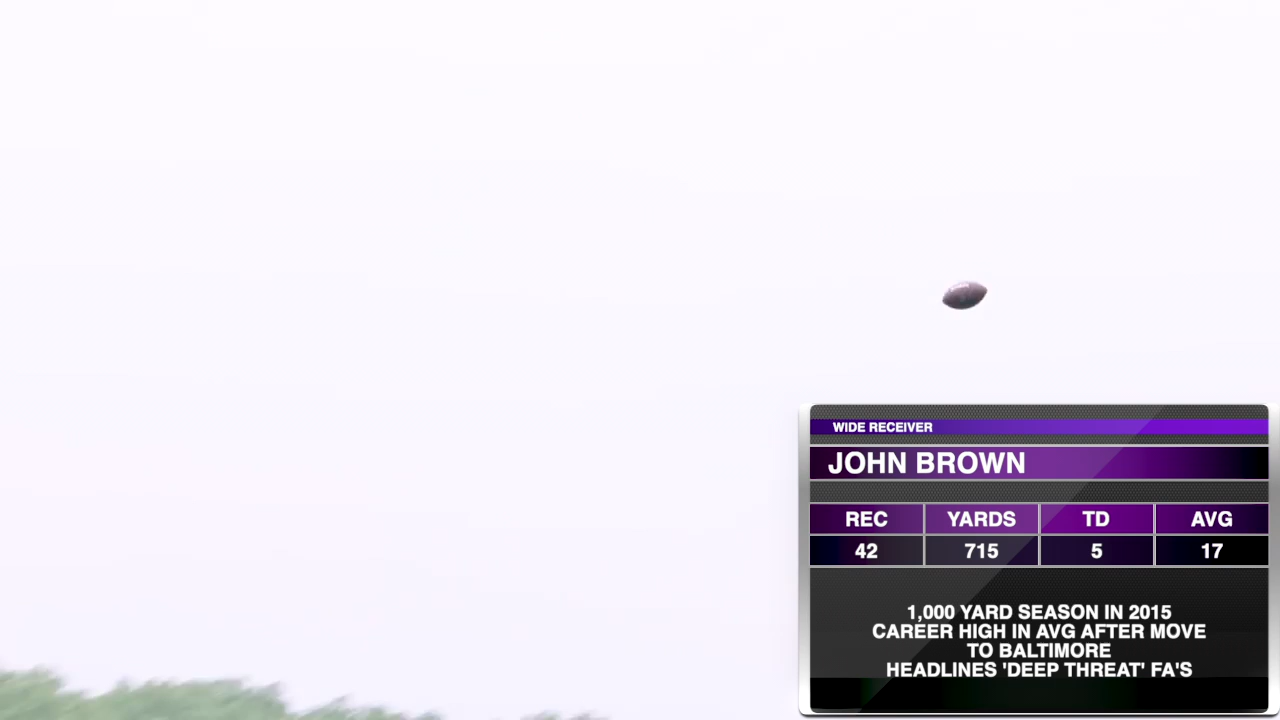 WIDE RECEIVER
JOHN BROWN
REC YARDS TD AVG
42 715 5 17
1,000 YARD SEASON IN 2015
CAREER HIGH IN AVG AFTER MOVE
TO BALTIMORE
HEADLINES 'DEEP THREAT' FA'S